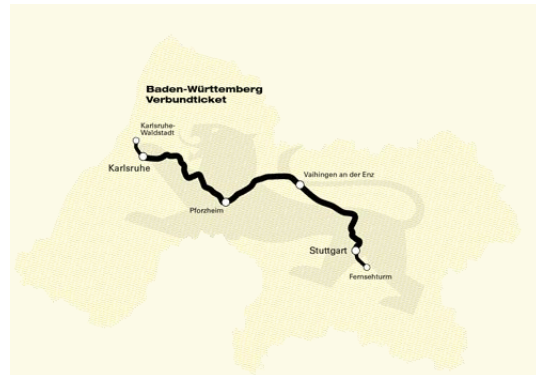 Baden-Württemberg
Verbundticket
Karlsruhe-
Waldstadt
Karlsruhe
Vaihingen an der Enz
Pforzheim
Stuttgart
Fernsehturm